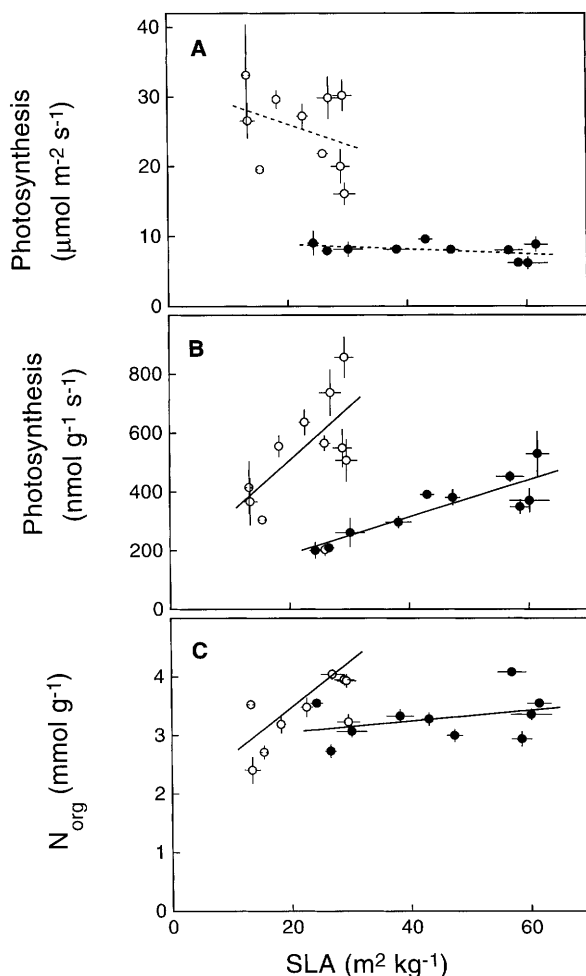 A
Photosynthesis
(μmol m-2 s-1)
40
30
20
10
0
B
Photosynthesis
(nmol g-1 s-1)
800
600
400
200
0
C
Norg (mmol g-1)
4
3
2
1
0
0 20 40 60
SLA (m2 kg-1)